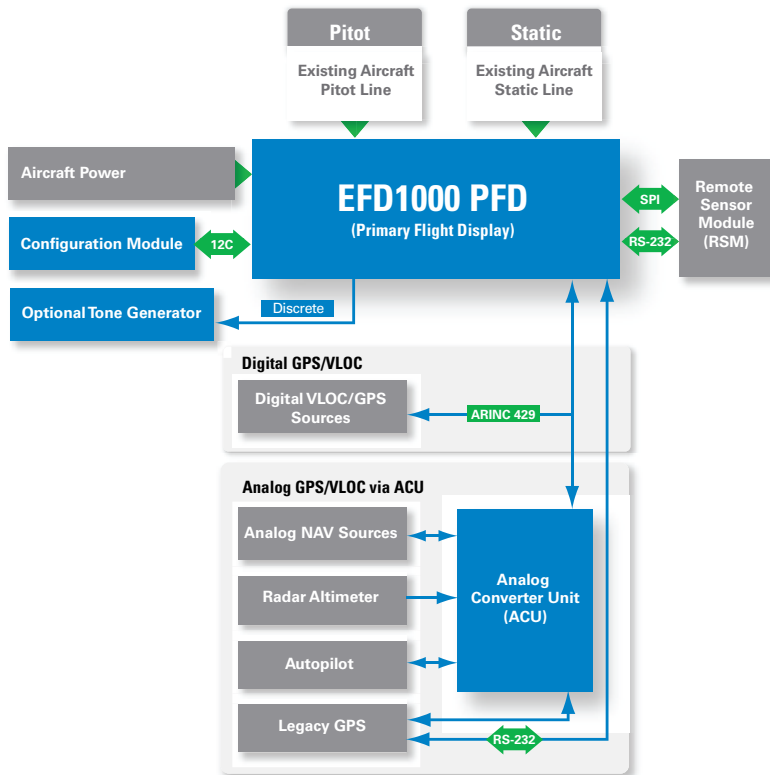 Pitot
Static
Existing Aircraft
Pitot Line
Existing Aircraft
Static Line
Aircraft Power
EFD1000 PFD
(Primary Flight Display)
SPI
RS-232
Remote
Sensor
Module
(RSM)
Configuration Module
12C
Optional Tone Generator
Discrete
Digital GPS/VLOC
Digital VLOC/GPS
Sources
ARINC 429
Analog GPS/VLOC via ACU
Analog NAV Sources
Radar Altimeter
Autopilot
Legacy GPS
Analog
Converter Unit
(ACU)
RS-232